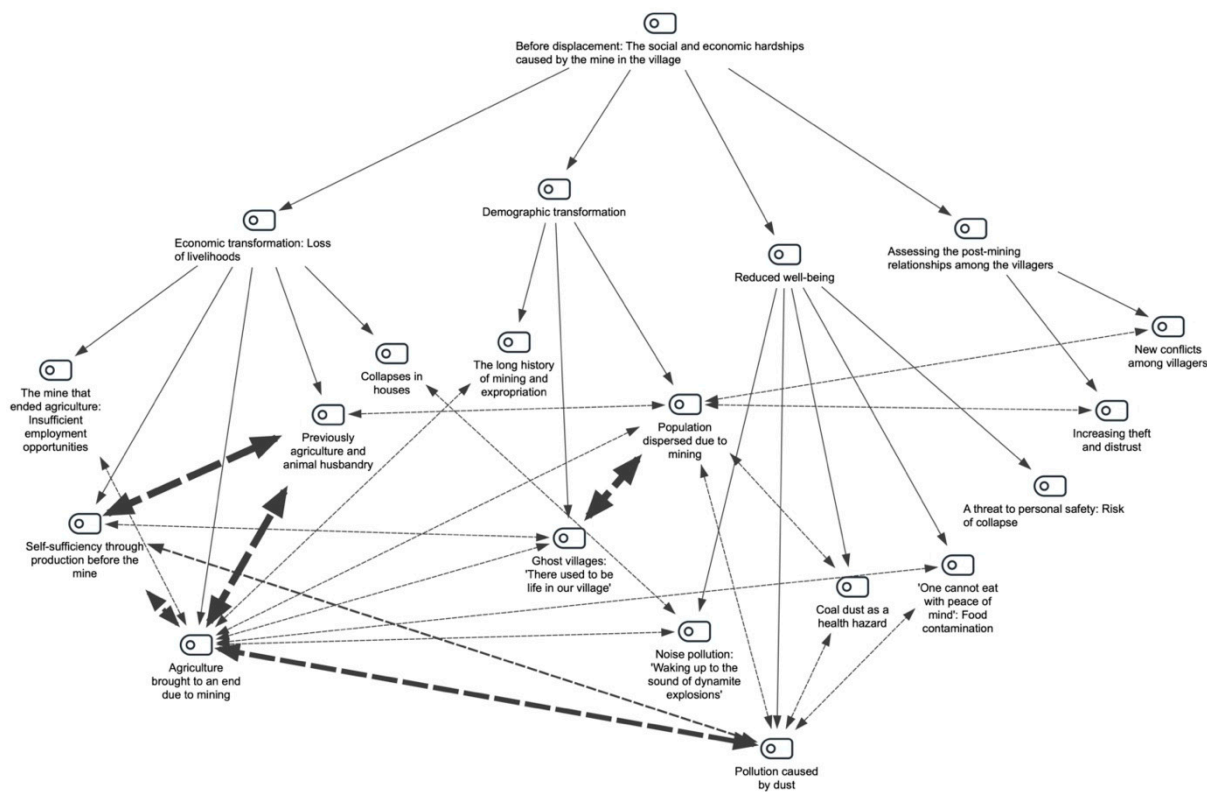 Before displacement: The social and economic hardships
caused by the mine in the village
Demographic transformation
Economic transformation: Loss
of livelihoods
Assessing the post-mining
relationships among the villagers
Reduced well-being
New conflicts
among villagers
The long history
of mining and
expropriation
Collapses in
houses
The mine that
ended agriculture:
Insufficient
employment
opportunities
Previously
agriculture and
animal husbandry
Population
dispersed due to
mining
Increasing theft
and distrust
A threat to personal safety: Risk
of collapse
Self-sufficiency through
production before the
mine
Ghost villages:
'There used to be
life in our village'
Coal dust as a
health hazard
'One cannot eat
with peace of
mind': Food
contamination
Agriculture
brought to an end
due to mining
Noise pollution:
'Waking up to the
sound of dynamite
explosions'
Pollution caused
by dust